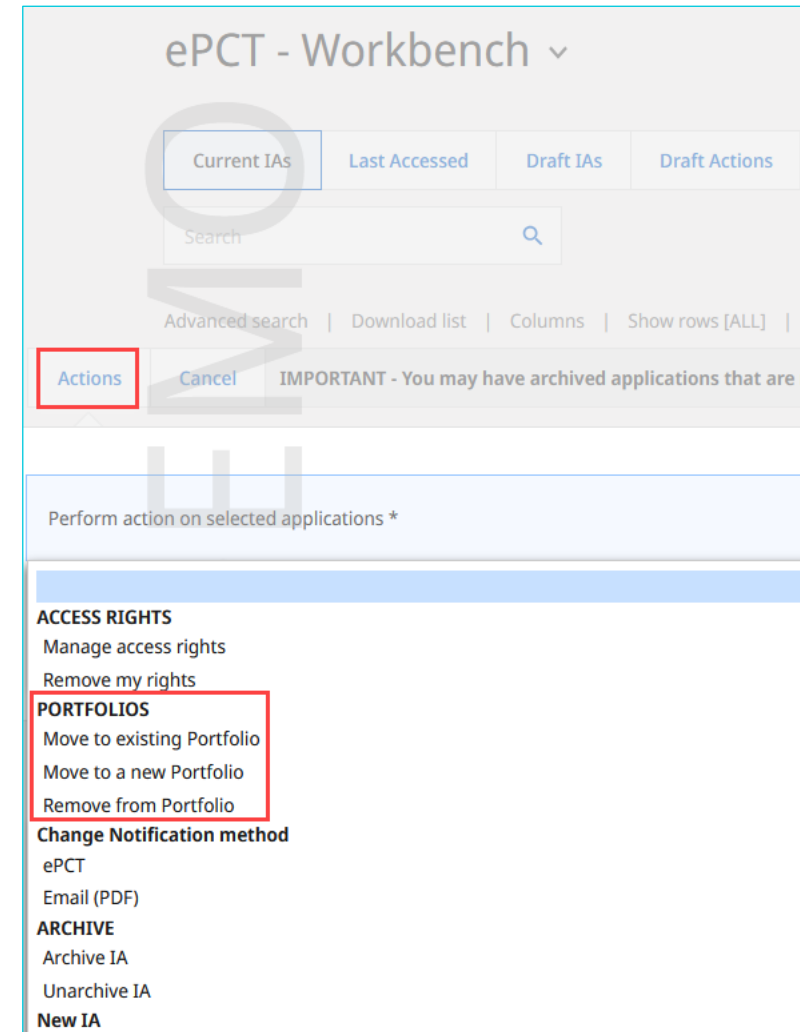 ePCT - Workbench
Current IAs Last Accessed Draft IAs Draft Actions
Search
Advanced search | Download list | Columns | Show rows [ALL] |
Actions Cancel IMPORTANT - You may have archived applications that are
EMO
Perform action on selected applications *
ACCESS RIGHTS
Manage access rights
Remove my rights
PORTFOLIOS
Move to existing Portfolio
Move to a new Portfolio
Remove from Portfolio
Change Notification method
ePCT
Email (PDF)
ARCHIVE
Archive IA
Unarchive IA
New IA